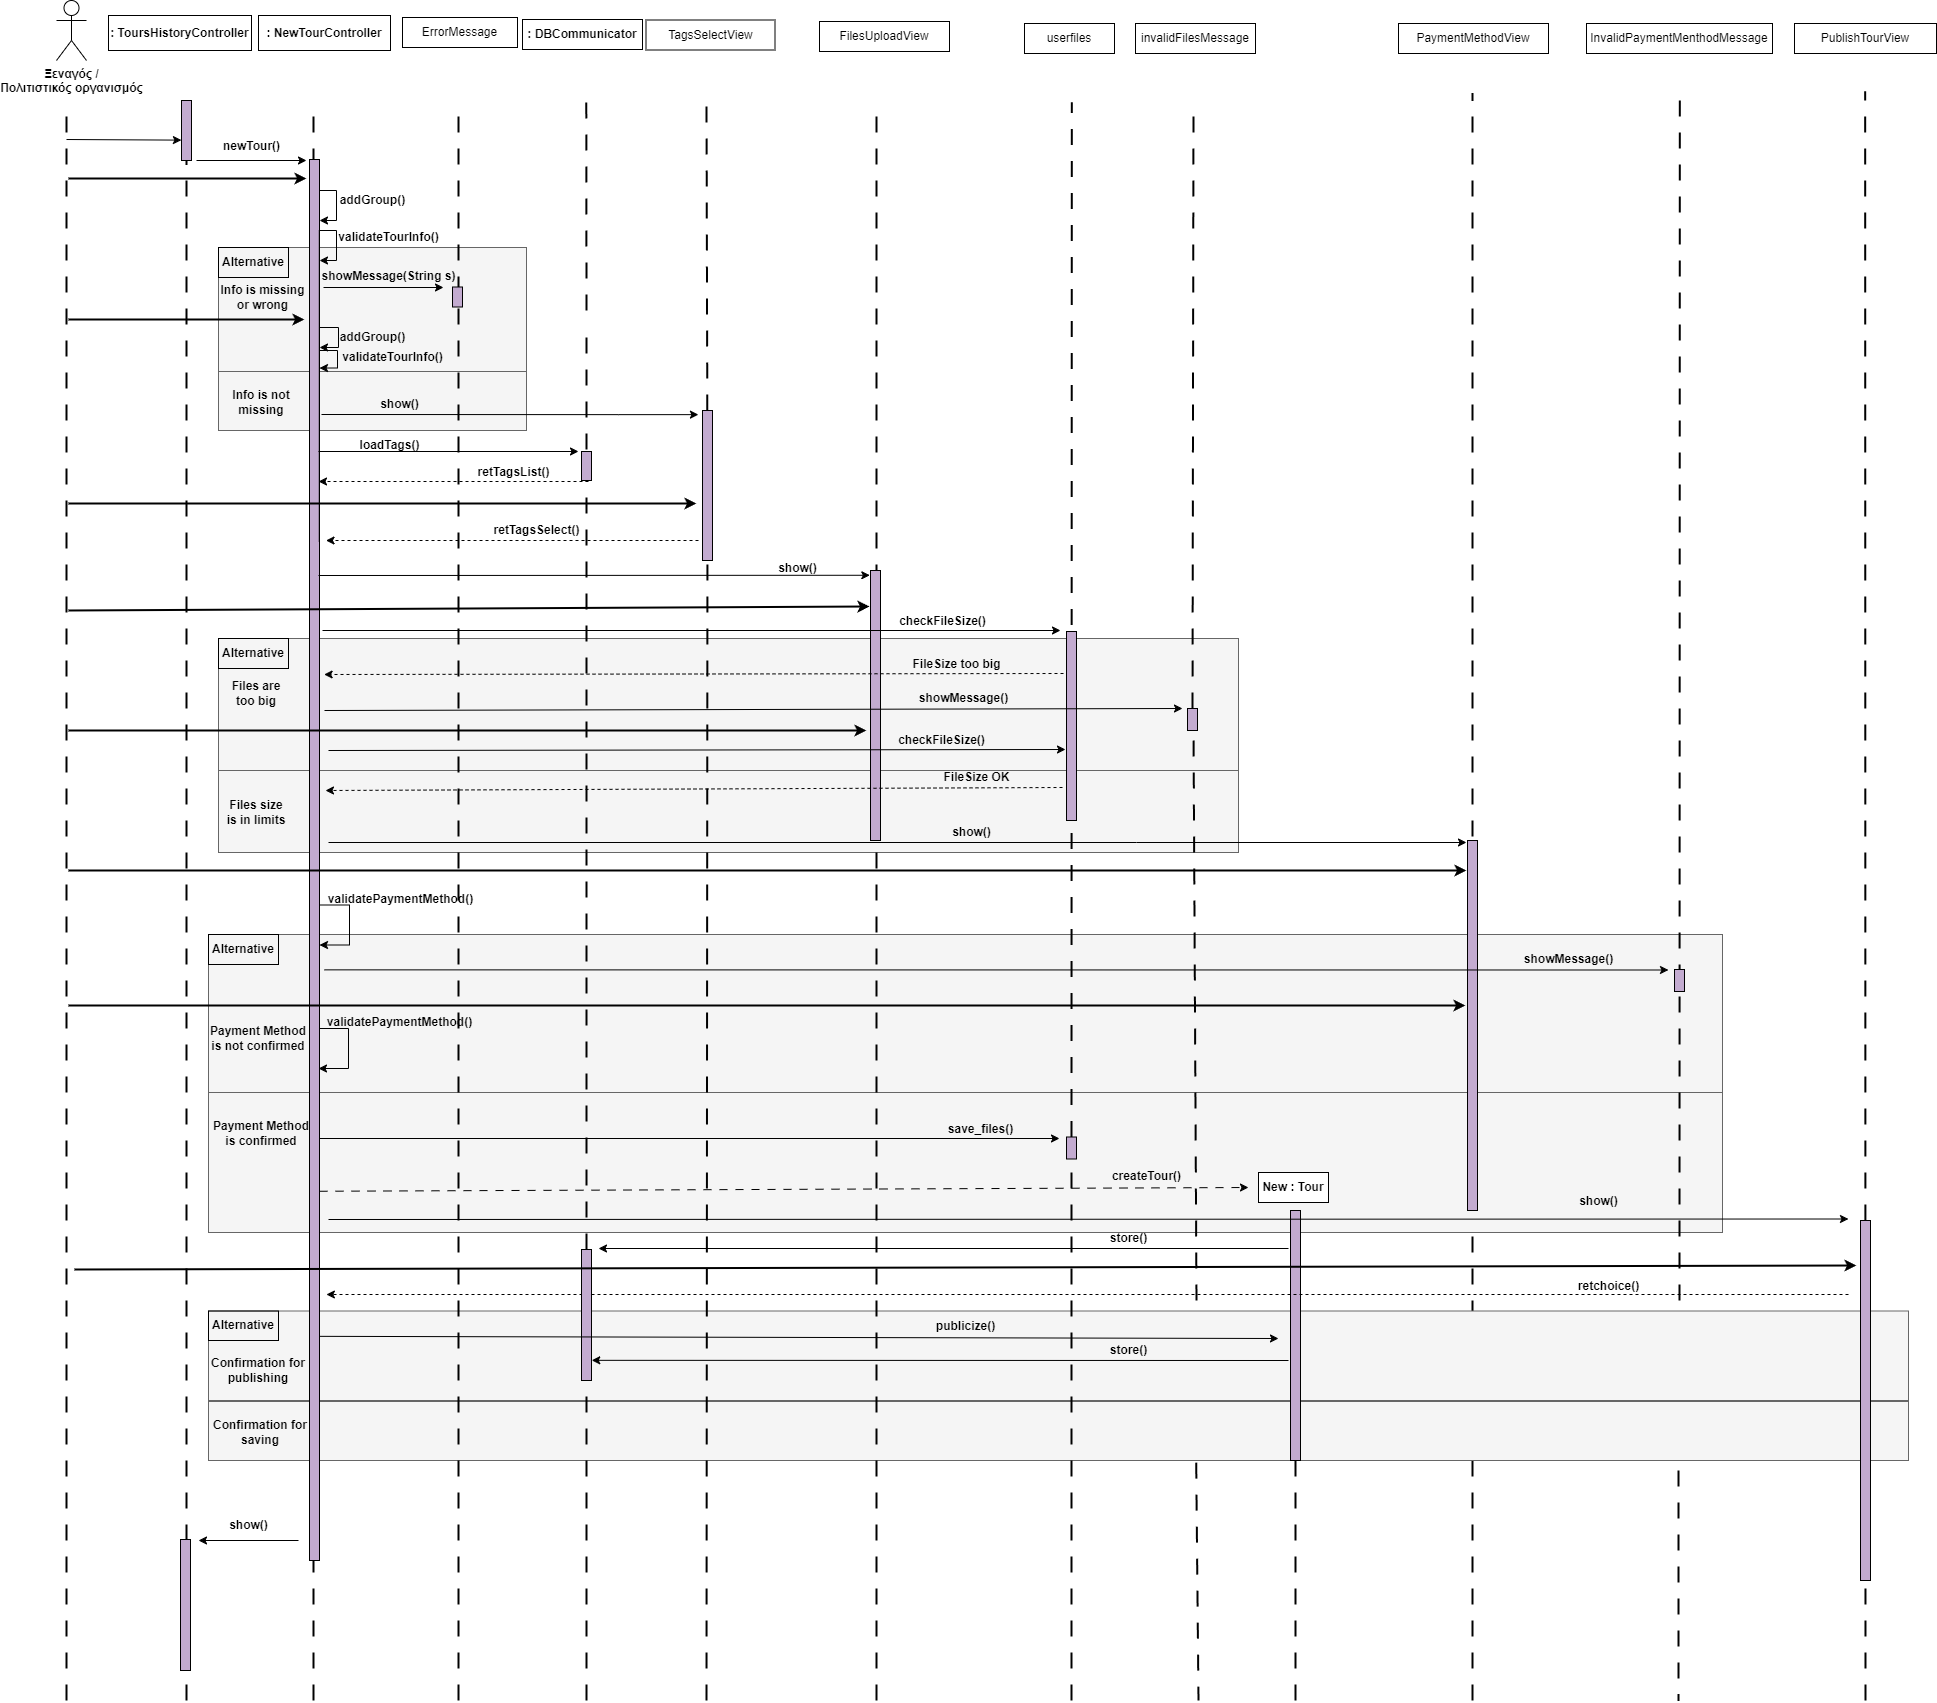 : ToursHistoryController
: NewTourController
ErrorMessage
: DBCommunicator
TagsSelectView
FilesUploadView
userfiles
invalidFilesMessage
PaymentMethodView
InvalidPaymentMenthodMessage
PublishTourView
Ξεναγός /
Πολιτιστικός οργανισμός
newTour()
addGroup()
validateTourInfo()
Alternative
showMessage(String s)
Info is missing
or wrong
addGroup()
validateTourInfo()
Info is not
missing
show()
loadTags()
retTagsList()
retTagsSelect()
show()
checkFileSize()
Alternative
FileSize too big
Files are
too big
showMessage()
checkFileSize()
FileSize OK
Files size
is in limits
show()
validatePaymentMethod()
Alternative
showMessage()
validatePaymentMethod()
Payment Method
is not confirmed
Payment Method
is confirmed
save_files()
createTour()
New : Tour
show()
store()
retchoice()
Alternative
publicize()
store()
Confirmation for
publishing
Confirmation for
saving
show()